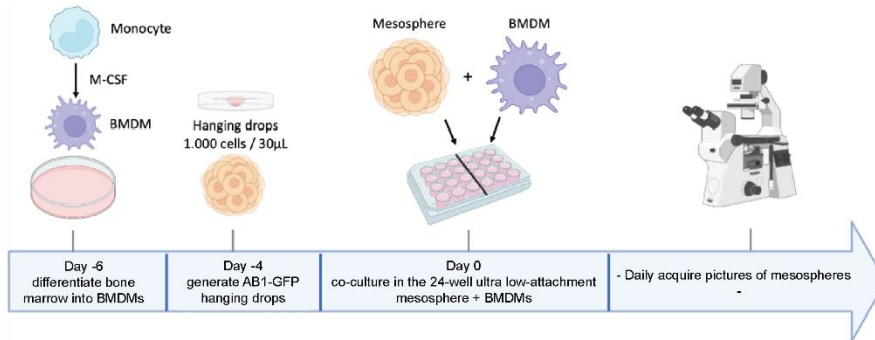 Monocyte
M-CSF
BMDM
Hanging drops
1.000 cells / 30µL
Mesosphere
BMDM
+
Day -6
differentiate bone
marrow into BMDMs
Day -4
generate AB1-GFP
hanging drops
Day 0
co-culture in the 24-well ultra low-attachment
mesosphere + BMDMs
- Daily acquire pictures of mesospheres
-